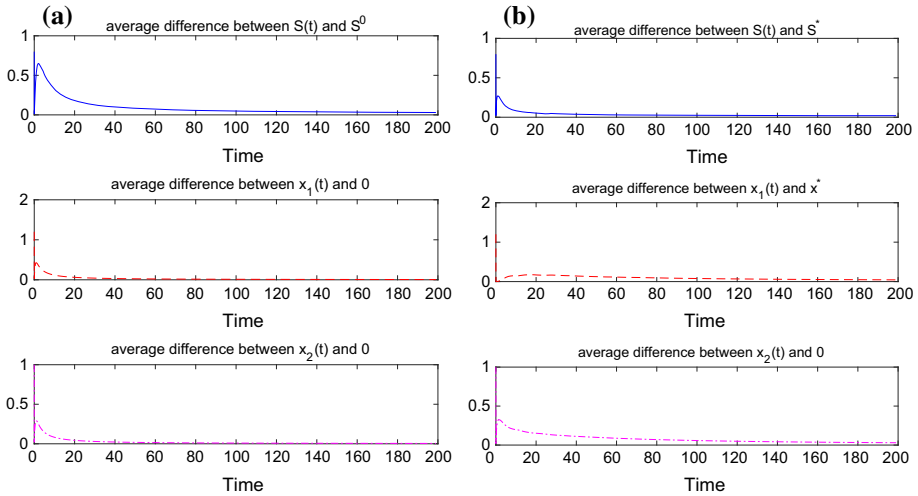 (a)
average difference between S(t) and S^0
1
0.5
0
0 20 40 60 80 100 120 140 160 180 200
Time
average difference between x_1(t) and 0
2
1
0
0 20 40 60 80 100 120 140 160 180 200
Time
average difference between x_2(t) and 0
1
0.5
0
0 20 40 60 80 100 120 140 160 180 200
Time
(b)
average difference between S(t) and S^*
1
0.5
0
0 20 40 60 80 100 120 140 160 180 200
Time
average difference between x_1(t) and x^*
2
1
0
0 20 40 60 80 100 120 140 160 180 200
Time
average difference between x_2(t) and 0
1
0.5
0
0 20 40 60 80 100 120 140 160 180 200
Time